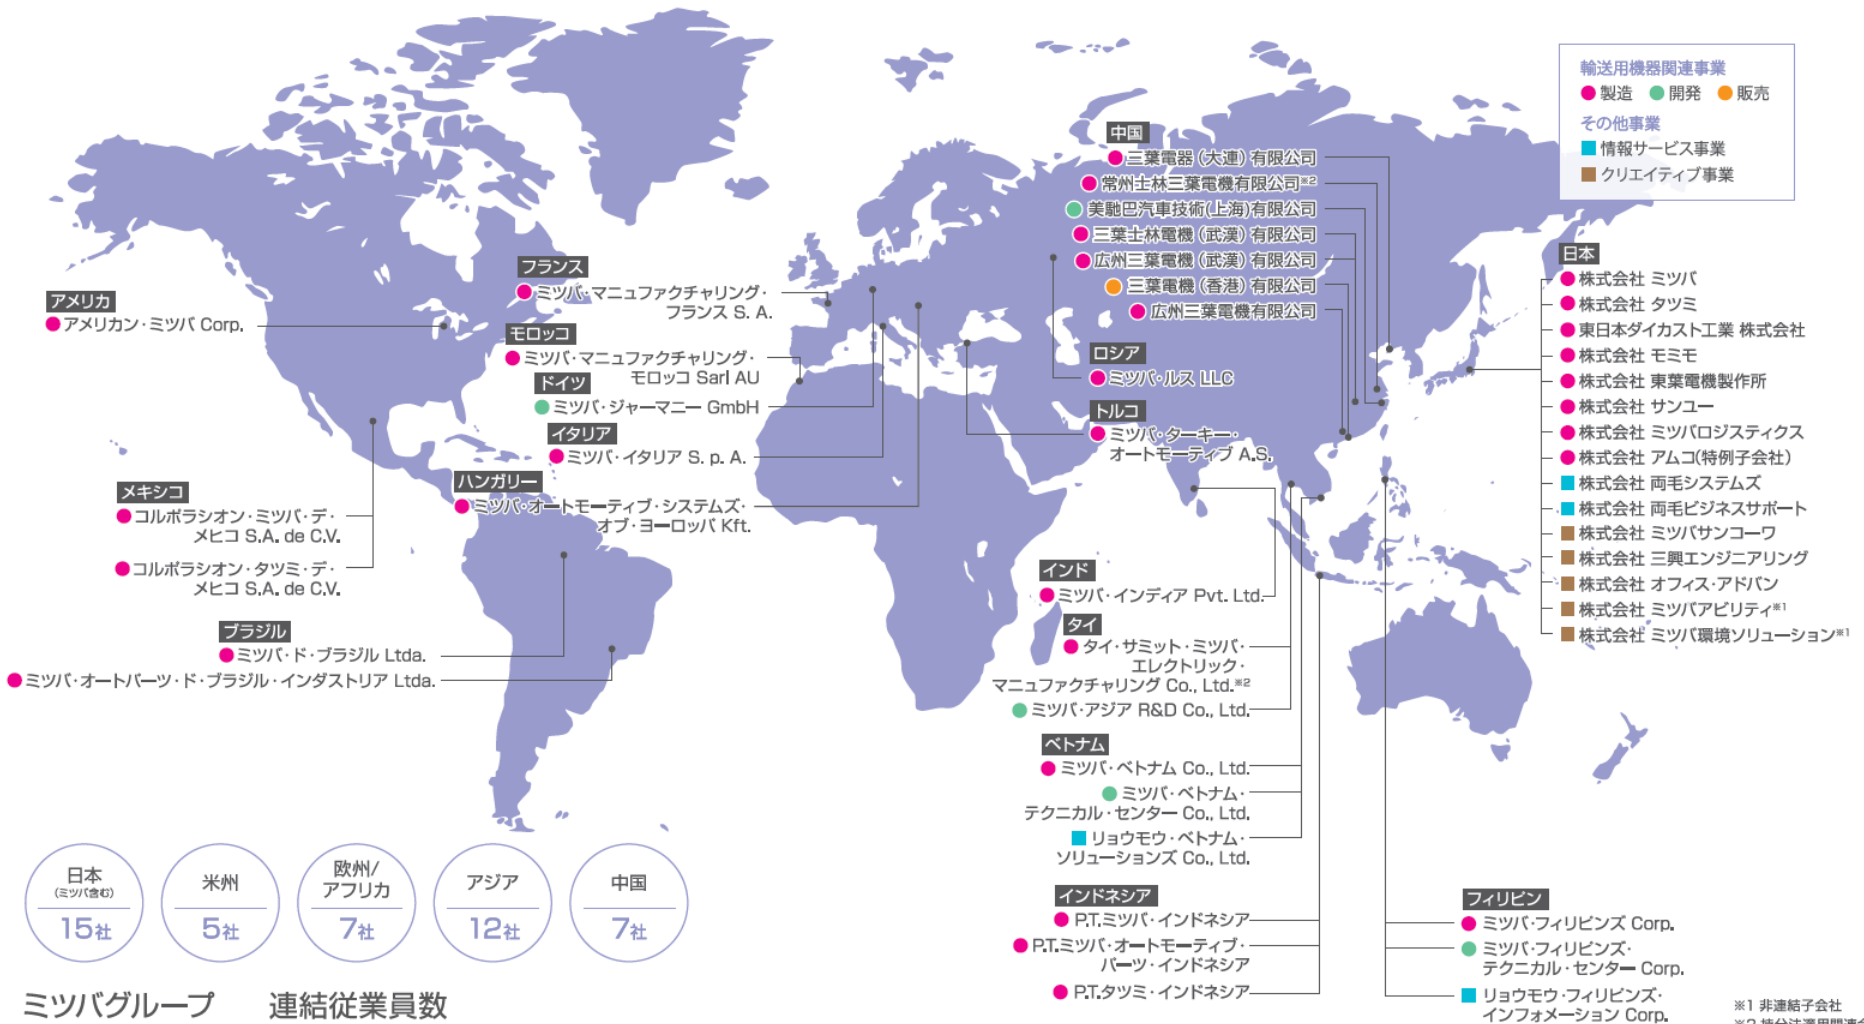 輸送用機器関連事業
製造 開発 販売
その他事業
情報サービス事業
クリエイティブ事業
アメリカ
アメリカン・ミツバ Corp.
メキシコ
コルポラシオン・ミツバ・デ・
メヒコ S.A. de C.V.
コルポラシオン・タツミ・デ・
メヒコ S.A. de C.V.
ブラジル
ミツバ・ド・ブラジル Ltda.
ミツバ・オートパーツ・ド・ブラジル・インダストリア Ltda.
フランス
ミツバ・マニュファクチャリング・
フランス S. A.
モロッコ
ミツバ・マニュファクチャリング・
モロッコ Sarl AU
ドイツ
ミツバ・ジャーマニー GmbH
イタリア
ミツバ・イタリア S. p. A.
ハンガリー
ミツバ・オートモーティブ・システムズ・
オブ・ヨーロッパ Kft.
中国
三葉電器（大連）有限公司
常州士林三葉電機有限公司※2
美馳巴汽車技術(上海)有限公司
三葉士林電機（武漢）有限公司
広州三葉電機（武漢）有限公司
三葉電機（香港）有限公司
広州三葉電機有限公司
ロシア
ミツバ・ルス LLC
トルコ
ミツバ・ターキー・
オートモーティブ A.S.
インド
ミツバ・インディア Pvt. Ltd.
タイ
タイ・サミット・ミツバ・
エレクトリック・
マニュファクチャリング Co., Ltd.※2
ミツバ・アジア R&D Co., Ltd.
ベトナム
ミツバ・ベトナム Co., Ltd.
ミツバ・ベトナム・
テクニカル・センター Co., Ltd.
リョウモウ・ベトナム・
ソリューションズ Co., Ltd.
インドネシア
P.T.ミツバ・インドネシア
P.T.ミツバ・オートモーティブ・
パーツ・インドネシア
P.T.タツミ・インドネシア
フィリピン
ミツバ・フィリピンズ Corp.
ミツバ・フィリピンズ・
テクニカル・センター Corp.
リョウモウ・フィリピンズ・
インフォメーション Corp.
日本
株式会社 ミツバ
株式会社 タツミ
東日本ダイカスト工業 株式会社
株式会社 モミモ
株式会社 東葉電機製作所
株式会社 サンユー
株式会社 ミツバロジスティクス
株式会社 アムコ(特例子会社)
株式会社 両毛システムズ
株式会社 両毛ビジネスサポート
株式会社 ミツバサンコーワ
株式会社 三興エンジニアリング
株式会社 オフィス・アドバン
株式会社 ミツバアビリティ※1
株式会社 ミツバ環境ソリューション※1
日本
(ミツバ含む)
15社
米州
5社
欧州/
アフリカ
7社
アジア
12社
中国
7社
ミツバグループ 連結従業員数
※1 非連結子会社
※2 持分法適用関連会